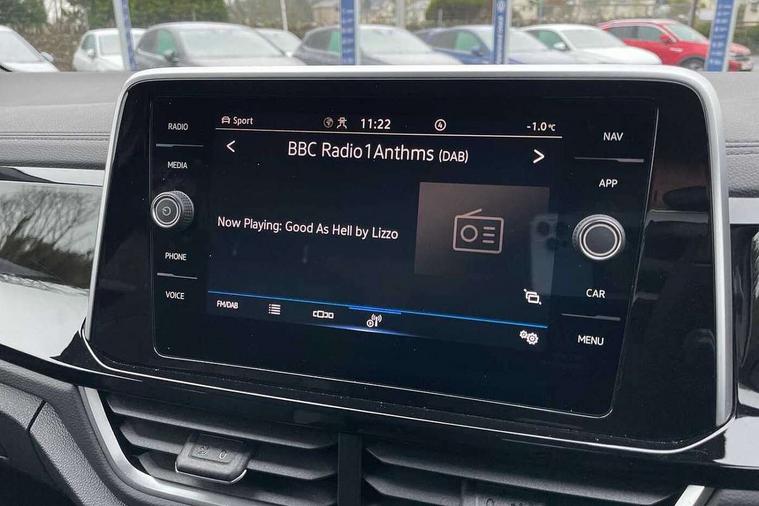 RADIO
MEDIA
PHONE
VOICE
Sport
11:22
4
-1.0°C
BBC Radio1Anthms (DAB)
Now Playing: Good As Hell by Lizzo
FM/DAB
NAV
APP
CAR
MENU